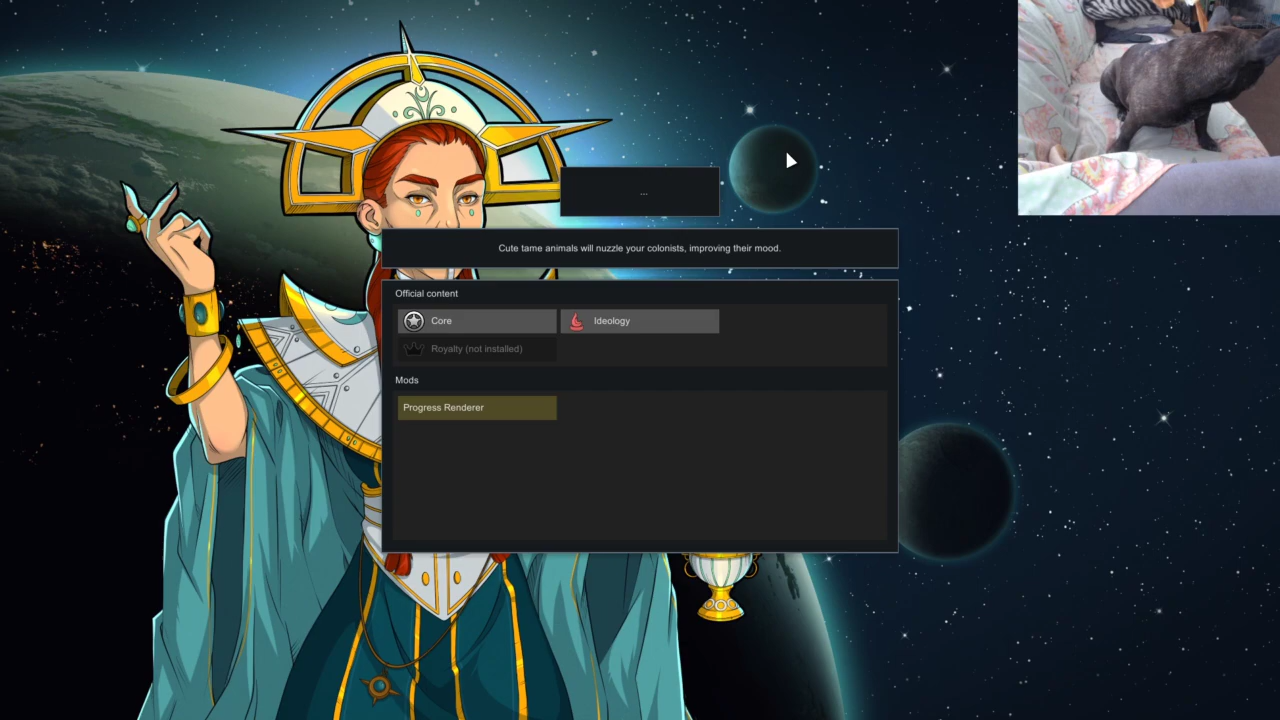 ...
Cute tame animals will nuzzle your colonists, improving their mood.
Official content
Core
Ideology
Royalty (not installed)
Mods
Progress Renderer